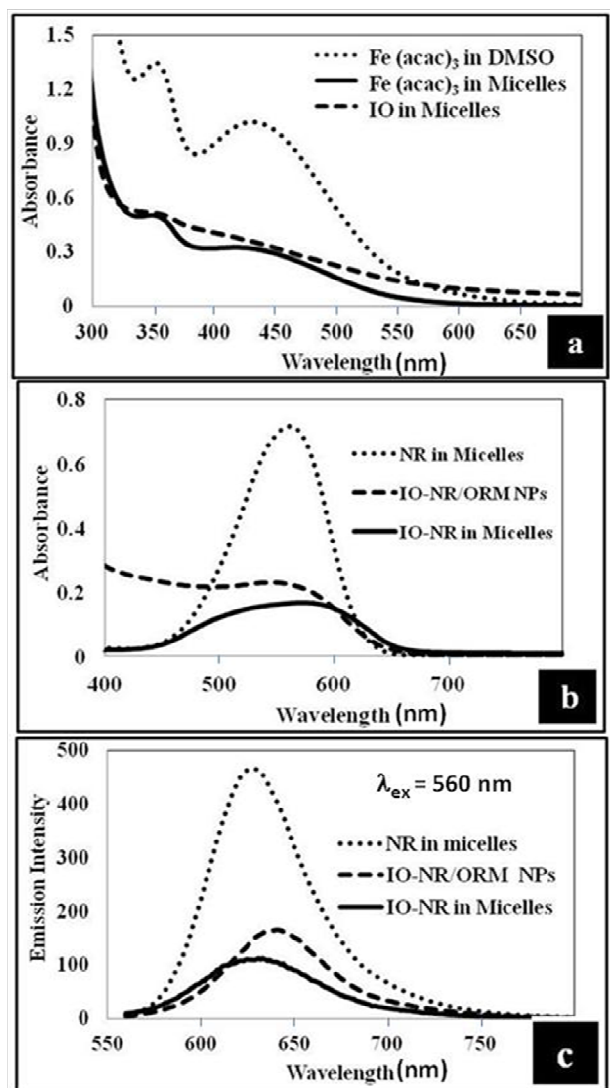 1.5
1.2
0.9
0.6
0.3
0
Absorbance
Fe (acac)₃ in DMSO
Fe (acac)₃ in Micelles
IO in Micelles
300 350 400 450 500 550 600 650
Wavelength (nm)
a
0.8
0.6
0.4
0.2
0
Absorbance
NR in Micelles
IO-NR/ORM NPs
IO-NR in Micelles
400 500 600 700
Wavelength (nm)
b
500
400
300
200
100
0
Emission Intensity
λex = 560 nm
NR in micelles
IO-NR/ORM NPs
IO-NR in Micelles
550 600 650 700 750
Wavelength (nm)
c